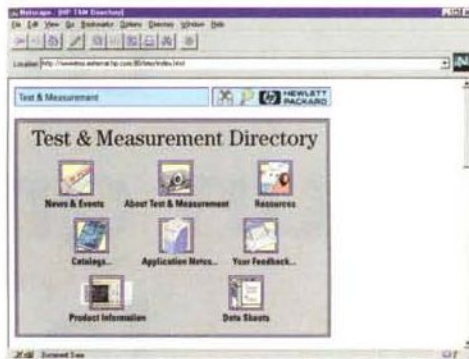 Netscape - [HP T&M Directory]
File Edit View Go Bookmarks Options Directory Window Help
Location:
Test & Measurement
HEWLETT
PACKARD
Test & Measurement Directory
News & Events About Test & Measurement Resources
Catalogs... Application Notes... Your Feedback...
Product Information Data Sheets
Document: Done